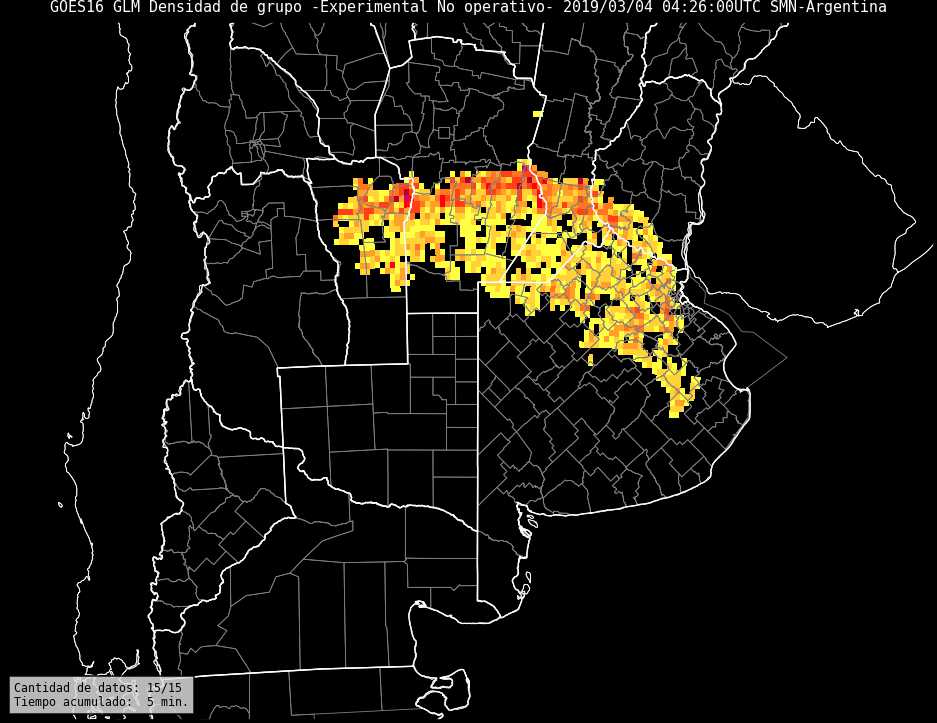 GOES16 GLM Densidad de grupo -Experimental No operativo- 2019/03/04 04:26:00UTC SMN-Argentina
Cantidad de datos: 15/15
Tiempo acumulado:  5 min.